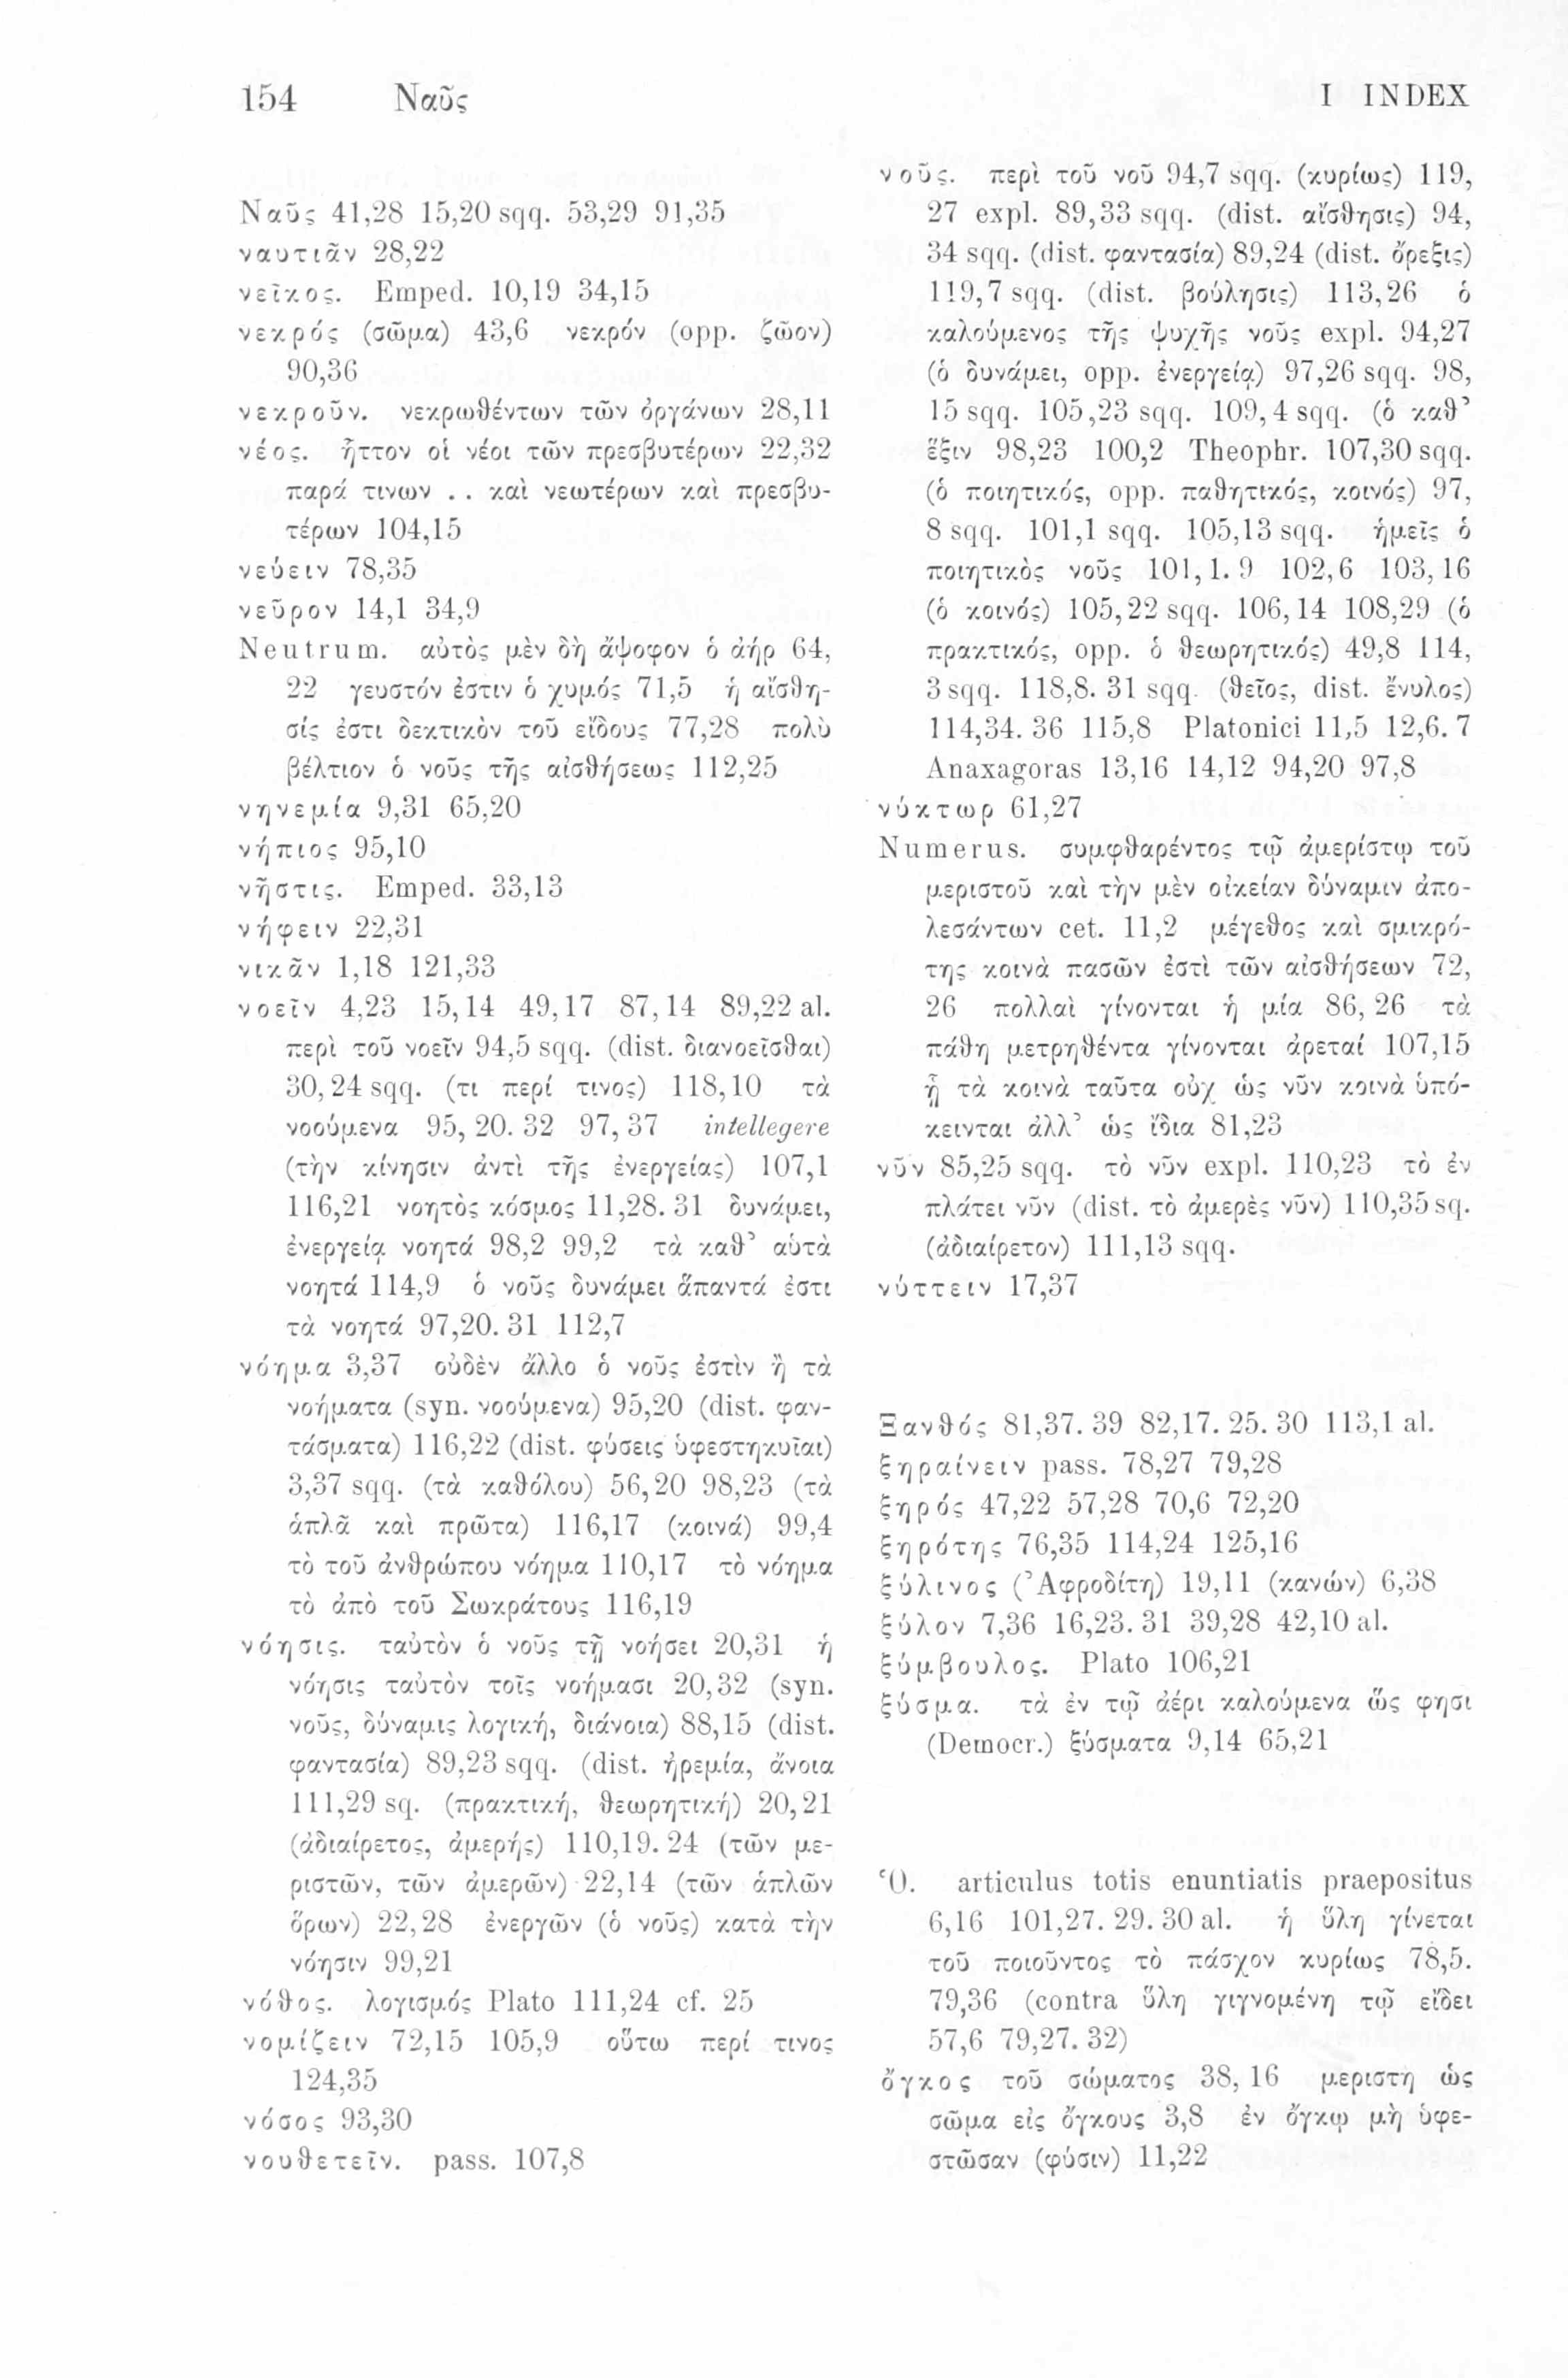 154 Ναῦς I INDEX
Ναῦς 41,28 15,20 sqq. 53,29 91,35
ναυτιᾶν 28,22
νεῖκος. Emped. 10,19 34,15
νεκρός (σῶμα) 43,6 νεκρόν (opp. ζῶον)
90,36
νεκροῦν. νεκρωθέντων τῶν ὀργάνων 28,11
νέος. ἧττον οἱ νέοι τῶν πρεσβυτέρων 22,32
παρά τινων . . καὶ νεωτέρων καὶ πρεσβυ-
τέρων 104,15
νεύειν 78,35
νεῦρον 14,1 34,9
Neutrum. αὐτὸς μὲν δὴ ἄψοφον ὁ ἀήρ 64,
22 γευστόν ἐστιν ὁ χυμός 71,5 ἡ αἴσθη-
σίς ἐστι δεκτικὸν τοῦ εἴδους 77,28 πολὺ
βέλτιον ὁ νοῦς τῆς αἰσθήσεως 112,25
νηνεμία 9,31 65,20
νήπιος 95,10
νῆστις. Emped. 33,13
νήφειν 22,31
νικᾶν 1,18 121,33
νοεῖν 4,23 15,14 49,17 87,14 89,22 al.
περὶ τοῦ νοεῖν 94,5 sqq. (dist. διανοεῖσθαι)
30,24 sqq. (τι περί τινος) 118,10 τὰ
νοούμενα 95,20. 32 97,37 intellegere
(τὴν κίνησιν ἀντὶ τῆς ἐνεργείας) 107,1
116,21 νοητὸς κόσμος 11,28. 31 δυνάμει,
ἐνεργείᾳ νοητά 98,2 99,2 τὰ καθ’ αὑτὰ
νοητά 114,9 ὁ νοῦς δυνάμει ἅπαντά ἐστι
τὰ νοητά 97,20. 31 112,7
νόημα 3,37 οὐδὲν ἄλλο ὁ νοῦς ἐστὶν ἢ τὰ
νοήματα (syn. νοούμενα) 95,20 (dist. φαν-
τάσματα) 116,22 (dist. φύσεις ὑφεστηκυῖαι)
3,37 sqq. (τὰ καθόλου) 56,20 98,23 (τὰ
ἁπλᾶ καὶ πρῶτα) 116,17 (κοινά) 99,4
τὸ τοῦ ἀνθρώπου νόημα 110,17 τὸ νόημα
τὸ ἀπὸ τοῦ Σωκράτους 116,19
νόησις. ταὐτὸν ὁ νοῦς τῇ νοήσει 20,31 ἡ
νόησις ταὐτὸν τοῖς νοήμασι 20,32 (syn.
νοῦς, δύναμις λογική, διάνοια) 88,15 (dist.
φαντασία) 89,23 sqq. (dist. ἠρεμία, ἄνοια
111,29 sq. (πρακτική, θεωρητική) 20,21
(ἀδιαίρετος, ἀμερής) 110,19. 24 (τῶν με-
ριστῶν, τῶν ἀμερῶν) 22,14 (τῶν ἁπλῶν
ὅρων) 22,28 ἐνεργῶν (ὁ νοῦς) κατὰ τὴν
νόησιν 99,21
νόθος. λογισμός Plato 111,24 cf. 25
νομίζειν 72,15 105,9 οὕτω περί τινος
124,35
νόσος 93,30
νουθετεῖν. pass. 107,8
νοῦς. περὶ τοῦ νοῦ 94,7 sqq. (κυρίως) 119,
27 expl. 89,33 sqq. (dist. αἴσθησις) 94,
34 sqq. (dist. φαντασία) 89,24 (dist. ὄρεξις)
119,7 sqq. (dist. βούλησις) 113,26 ὁ
καλούμενος τῆς ψυχῆς νοῦς expl. 94,27
(ὁ δυνάμει, opp. ἐνεργείᾳ) 97,26 sqq. 98,
15 sqq. 105,23 sqq. 109,4 sqq. (ὁ καθ’
ἕξιν 98,23 100,2 Theophr. 107,30 sqq.
(ὁ ποιητικός, opp. παθητικός, κοινός) 97,
8 sqq. 101,1 sqq. 105,13 sqq. ἡμεῖς ὁ
ποιητικὸς νοῦς 101,1. 9 102,6 103,16
(ὁ κοινός) 105,22 sqq. 106,14 108,29 (ὁ
πρακτικός, opp. ὁ θεωρητικός) 49,8 114,
3 sqq. 118,8. 31 sqq. (θεῖος, dist. ἔνυλος)
114,34. 36 115,8 Platonici 11,5 12,6. 7
Anaxagoras 13,16 14,12 94,20 97,8
νύκτωρ 61,27
Numerus. συμφθαρέντος τῷ ἀμερίστῳ τοῦ
μεριστοῦ καὶ τὴν μὲν οἰκείαν δύναμιν ἀπο-
λεσάντων cet. 11,2 μέγεθος καὶ σμικρό-
της κοινὰ πασῶν ἐστὶ τῶν αἰσθήσεων 72,
26 πολλαὶ γίνονται ἡ μία 86,26 τὰ
πάθη μετρηθέντα γίνονται ἀρεταί 107,15
ᾗ τὰ κοινὰ ταῦτα οὐχ ὡς νῦν κοινὰ ὑπό-
κεινται ἀλλ’ ὡς ἴδια 81,23
νῦν 85,25 sqq. τὸ νῦν expl. 110,23 τὸ ἐν
πλάτει νῦν (dist. τὸ ἀμερὲς νῦν) 110,35 sq.
(ἀδιαίρετον) 111,13 sqq.
νύττειν 17,37
Ξανθός 81,37. 39 82,17. 25. 30 113,1 al.
ξηραίνειν pass. 78,27 79,28
ξηρός 47,22 57,28 70,6 72,20
ξηρότης 76,35 114,24 125,16
ξύλινος (Ἀφροδίτη) 19,11 (κανών) 6,38
ξύλον 7,36 16,23. 31 39,28 42,10 al.
ξύμβουλος. Plato 106,21
ξύσμα. τὰ ἐν τῷ ἀέρι καλούμενα ὥς φησι
(Democr.) ξύσματα 9,14 65,21
Ὁ. articulus totis enuntiatis praepositus
6,16 101,27. 29. 30 al. ἡ ὕλη γίνεται
τοῦ ποιοῦντος τὸ πάσχον κυρίως 78,5.
79,36 (contra ὕλη γιγνομένη τῷ εἴδει
57,6 79,27. 32)
ὄγκος τοῦ σώματος 38,16 μεριστὴ ὡς
σῶμα εἰς ὄγκους 3,8 ἐν ὄγκῳ μὴ ὑφε-
στῶσαν (φύσιν) 11,22